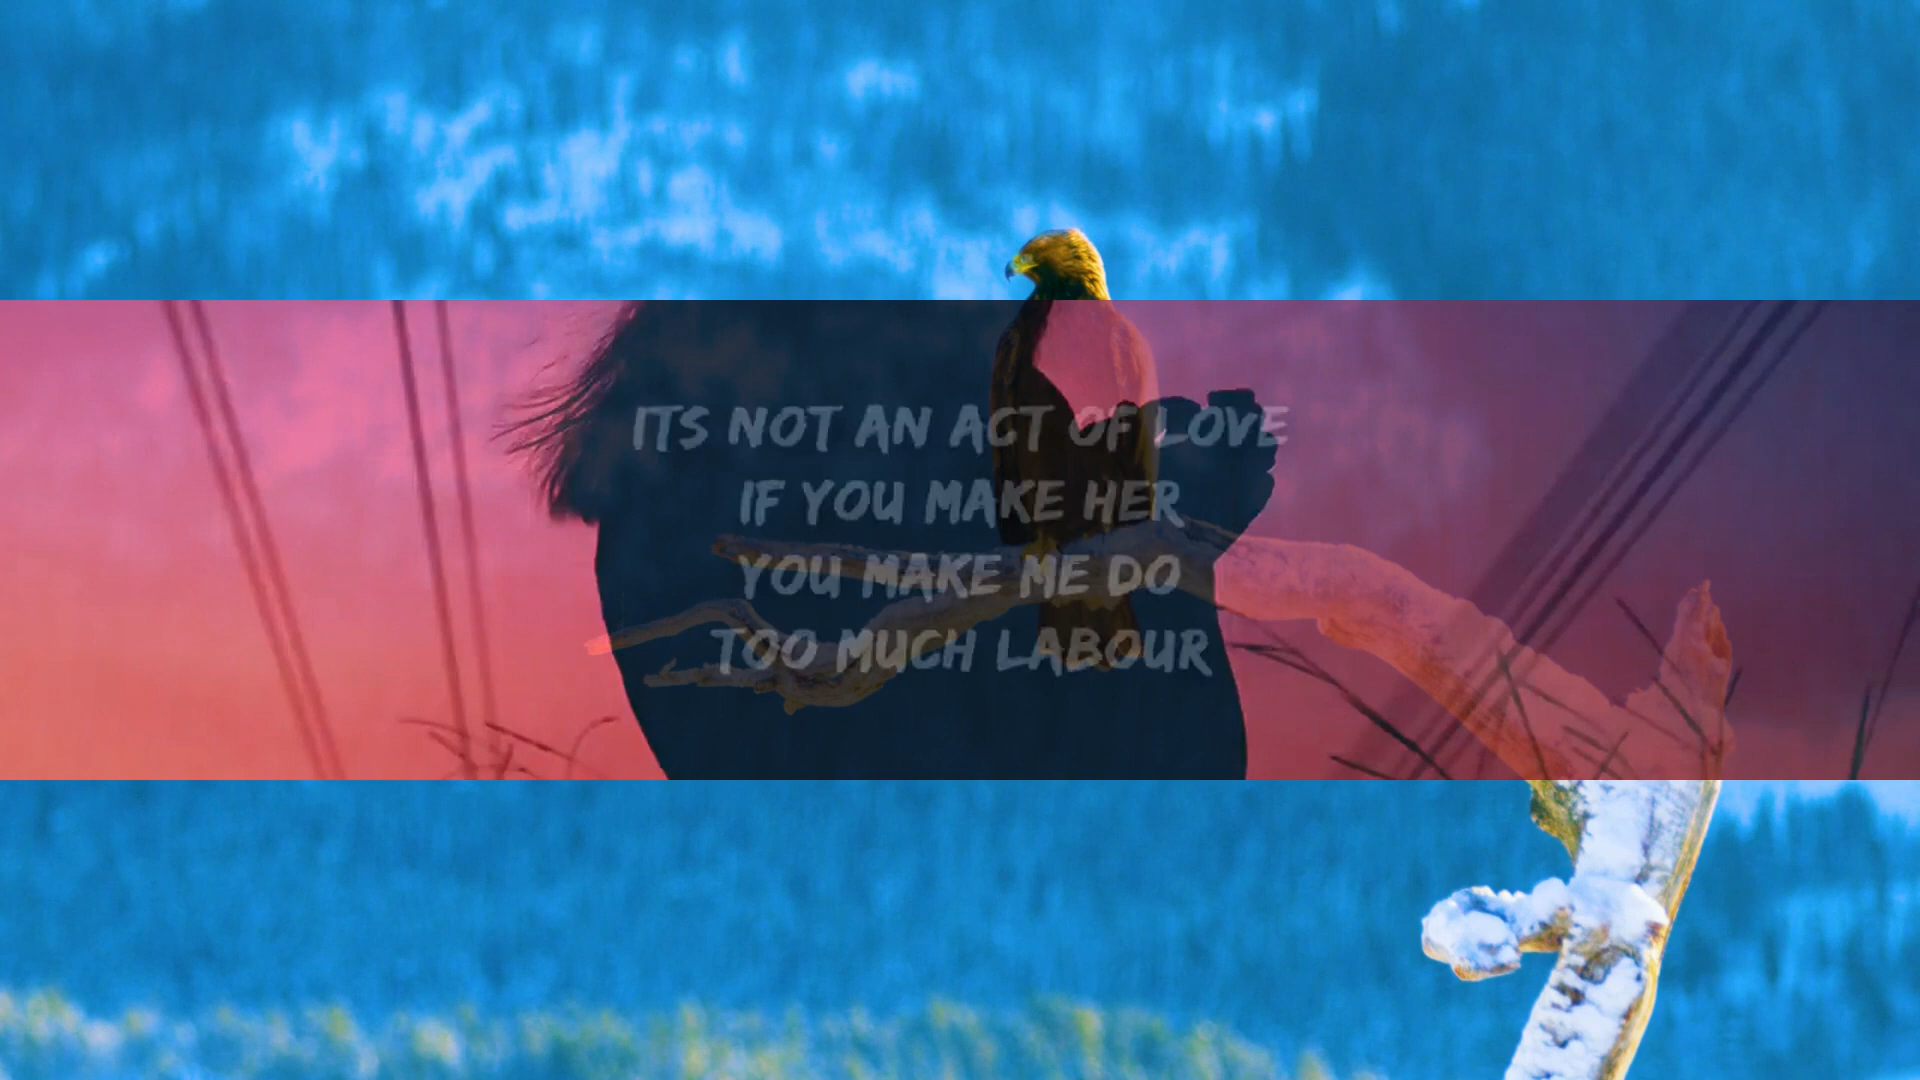 ITS NOT AN ACT OF LOVE
IF YOU MAKE HER
YOU MAKE ME DO
TOO MUCH LABOUR